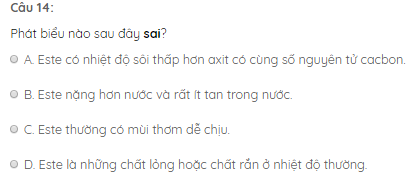 Câu 14:
Phát biểu nào sau đây sai?
A. Este có nhiệt độ sôi thấp hơn axit có cùng số nguyên tử cacbon.
B. Este nặng hơn nước và rất ít tan trong nước.
C. Este thường có mùi thơm dễ chịu.
D. Este là những chất lỏng hoặc chất rắn ở nhiệt độ thường.